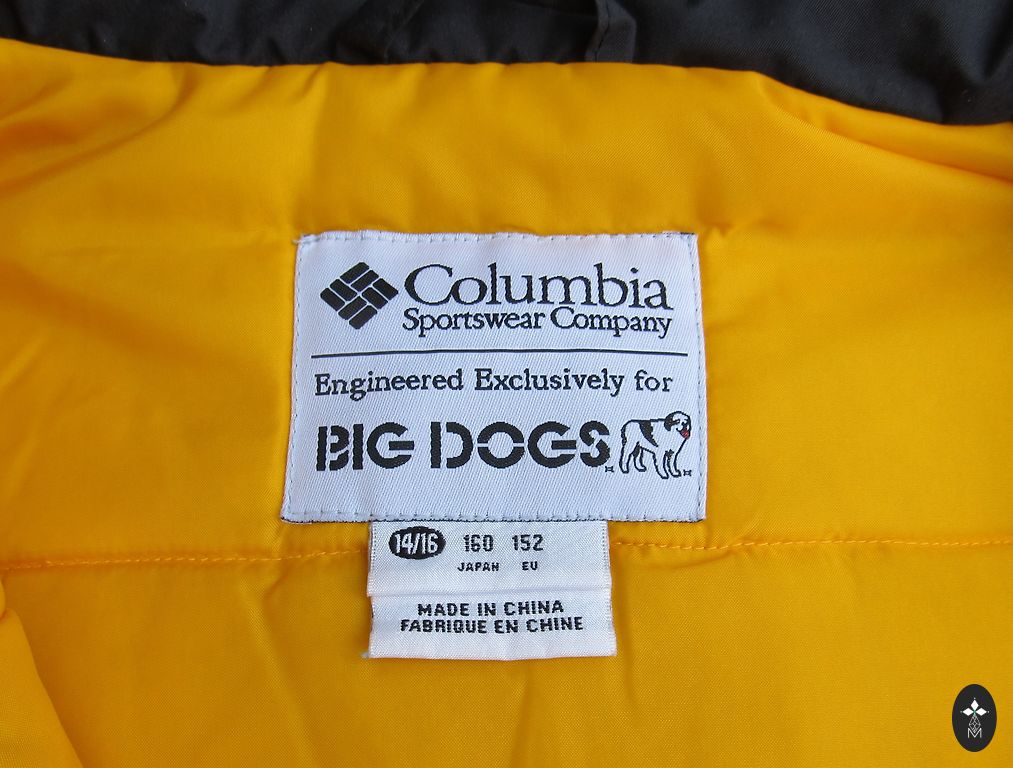 Columbia
Sportswear Company
Engineered Exclusively for
BIG DOGS
14/16 160 152
JAPAN EU
MADE IN CHINA
FABRIQUE EN CHINE
M